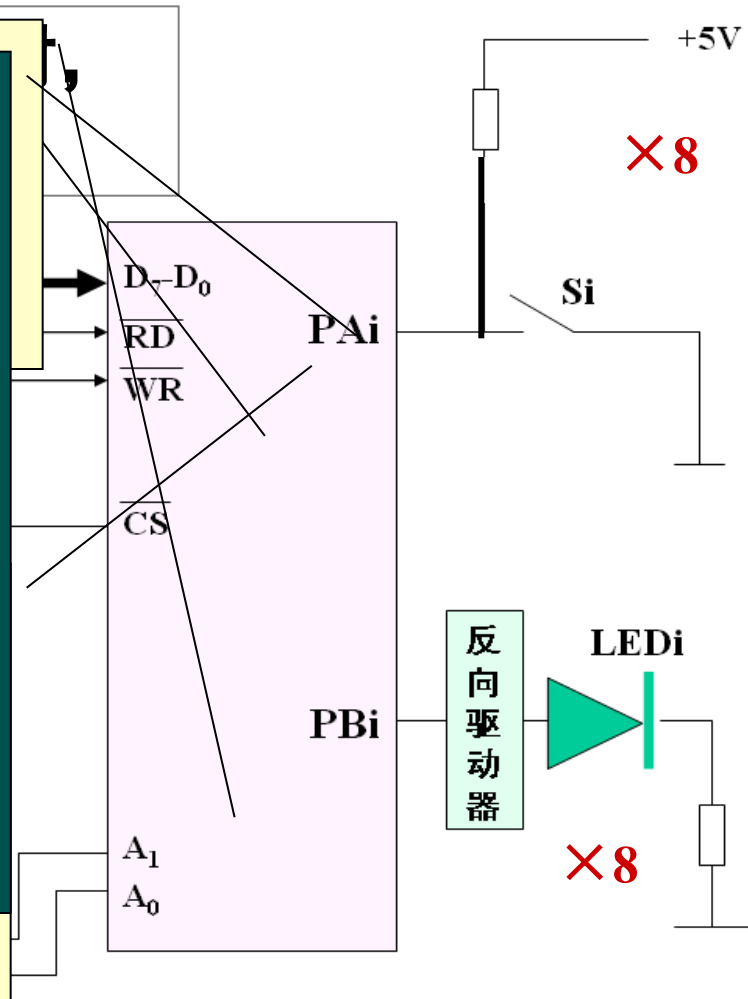 +5V
×8
Si
D₇–D₀
RD
PAi
WR
CS
LEDi
反向驱动器
PBi
A₁
×8
A₀